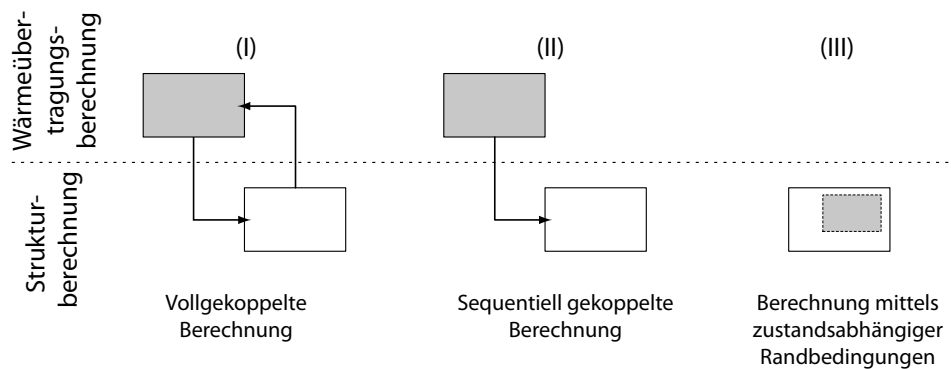 Wärmeüber-
tragungs-
berechnung
(I)
(II)
(III)
Struktur-
berechnung
Vollgekoppelte
Berechnung
Sequentiell gekoppelte
Berechnung
Berechnung mittels
zustandsabhängiger
Randbedingungen